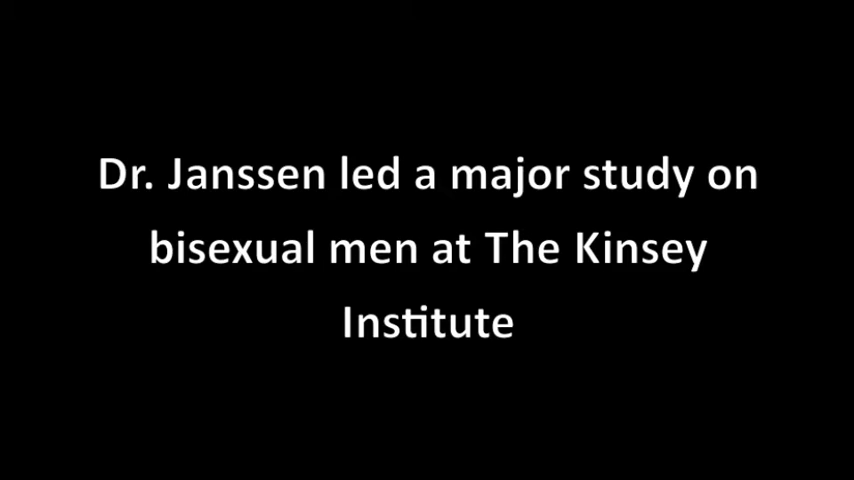 Dr. Janssen led a major study on
bisexual men at The Kinsey
Institute